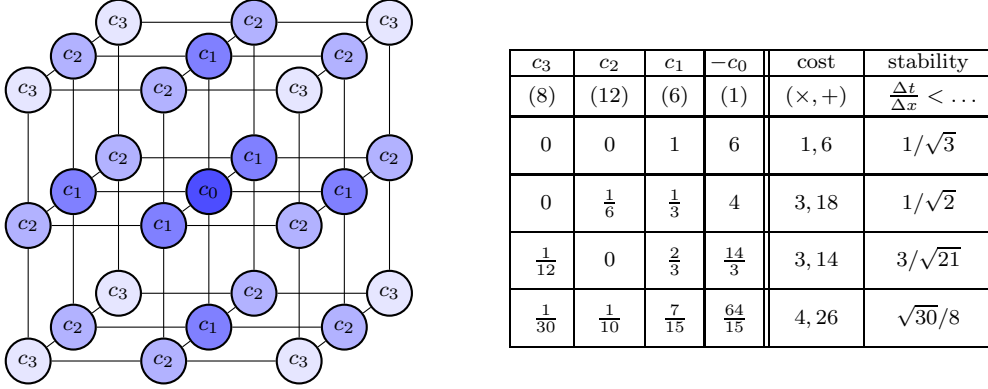 c₃ c₂ c₃
c₂ c₁ c₂
c₃ c₂ c₃
c₂ c₁ c₂
c₁ c₀ c₁
c₂ c₁ c₂
c₃ c₂ c₃
c₂ c₁ c₂
c₃ c₂ c₃
c₃ c₂ c₁ −c₀ cost stability
(8) (12) (6) (1) (×, +) Δt/Δx < …
0 0 1 6 1, 6 1/√3
0 1/6 1/3 4 3, 18 1/√2
1/12 0 2/3 14/3 3, 14 3/√21
1/30 1/10 7/15 64/15 4, 26 √30/8